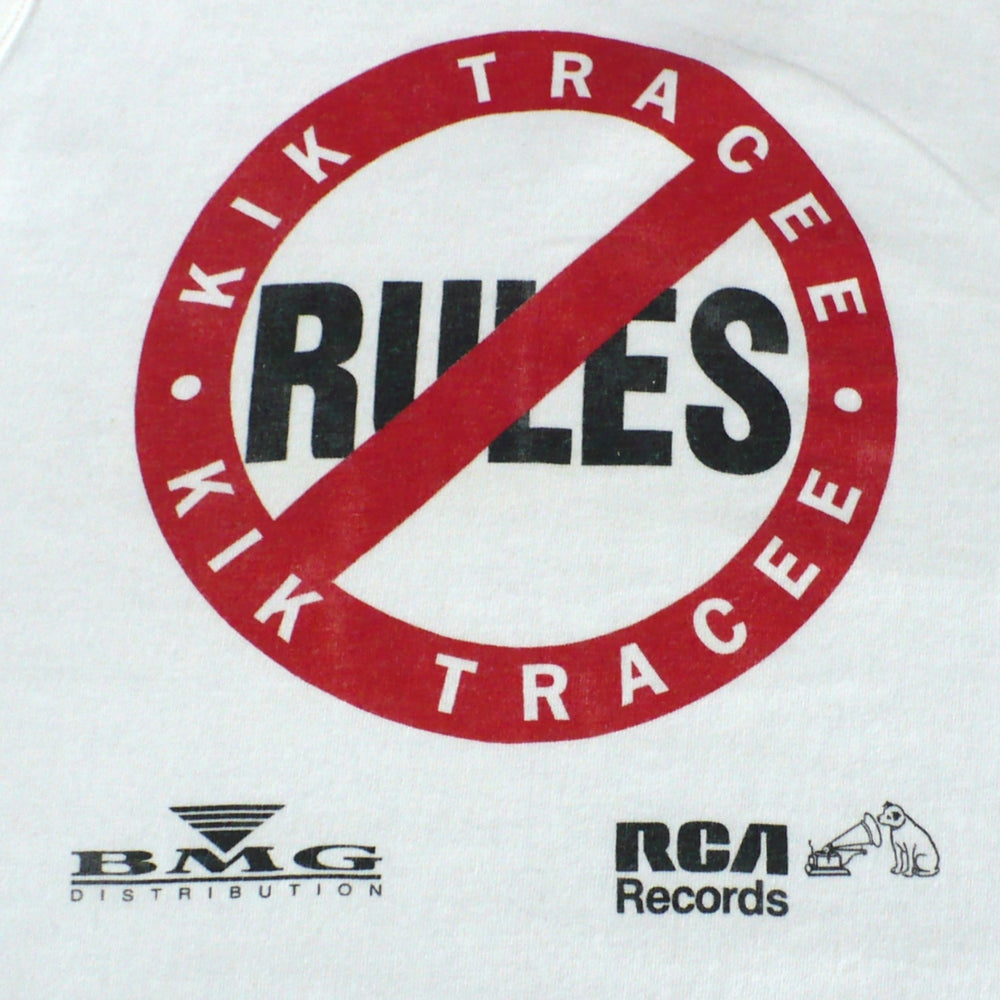 KIK TRACEE
RULES
KIK TRACEE
BMG
DISTRIBUTION
RCA
Records